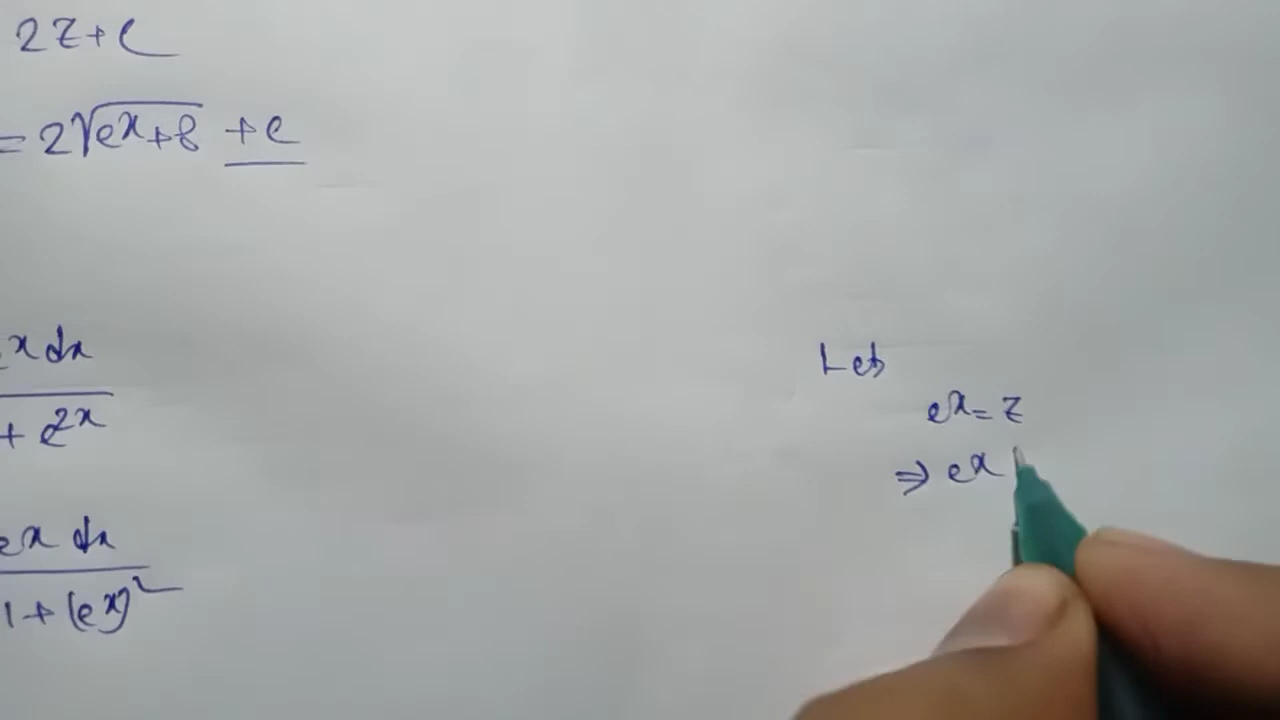 2z+c
= 2√(eˣ+8) + c
ˣ dx
+ e²ˣ
eˣ dx
1 + (eˣ)²
Let
eˣ = z
⇒ eˣ